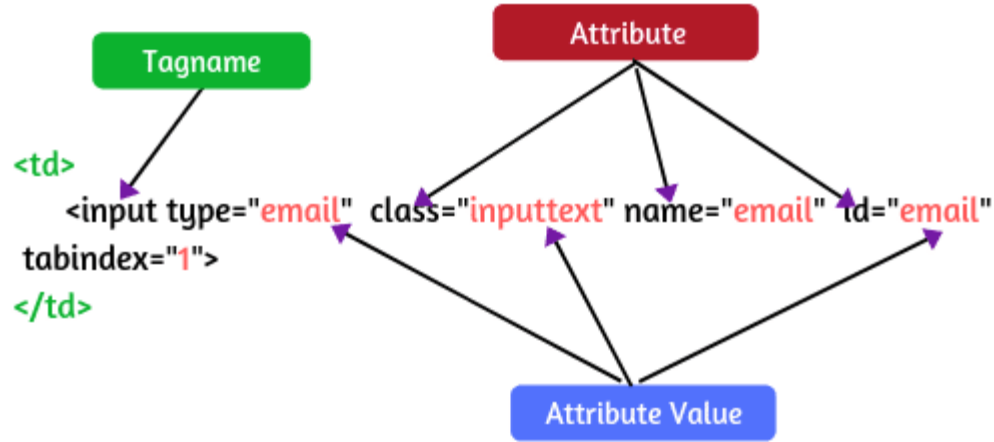 Attribute
Tagname
<td>
<input type="email" class="inputtext" name="email" id="email"
tabindex="1">
</td>
Attribute Value